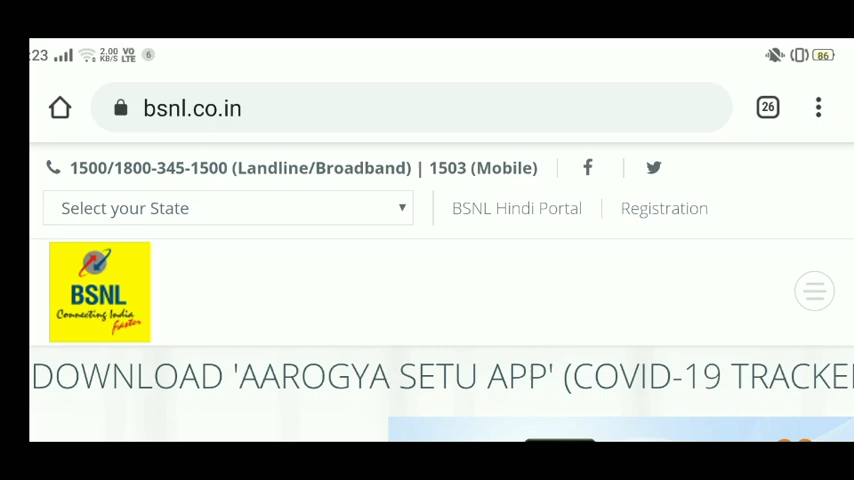 :23 2.00 KB/S VO LTE 6 86
bsnl.co.in 26
1500/1800-345-1500 (Landline/Broadband) | 1503 (Mobile)
Select your State BSNL Hindi Portal Registration
BSNL
Connecting India
Faster
DOWNLOAD 'AAROGYA SETU APP' (COVID-19 TRACKE